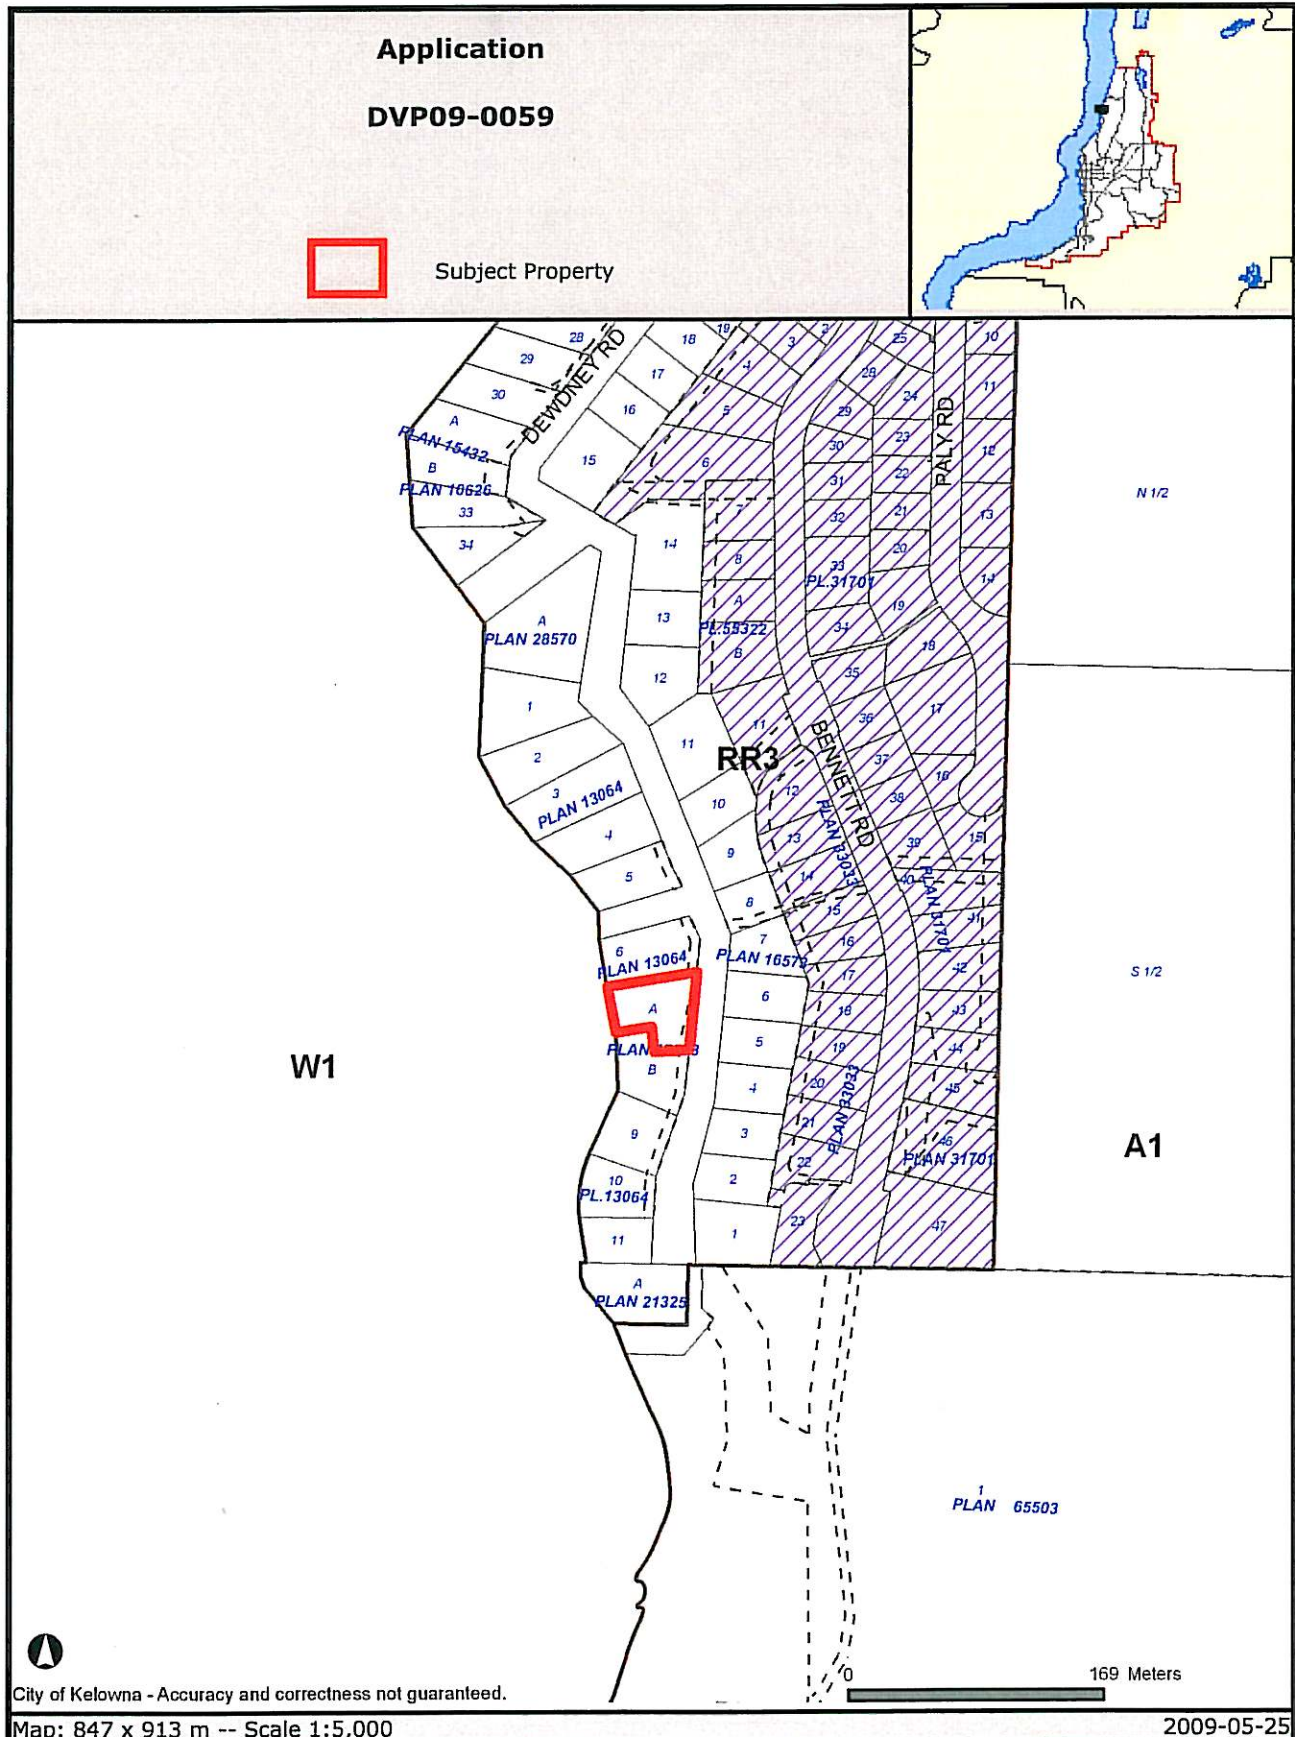 Application
DVP09-0059
Subject Property
28
29
30
A
PLAN 15432
B
PLAN 10626
33
34
DEWDNEY RD
19
18
17
16
15
2
3
4
5
6
7
B
A
PL.55322
B
25
28
29
30
31
32
33
PL.31701
34
24
23
22
21
20
19
PALY RD
10
11
12
13
14
N 1/2
14
13
12
11
10
9
8
A
PLAN 28570
1
2
3
PLAN 13064
4
5
RR3
11
12
13
14
15
16
17
18
19
20
21
22
23
PLAN 33033
BENNETT RD
PLAN 33033
35
36
37
38
39
40
18
17
16
15
PLAN 31701
41
42
43
44
45
46
PLAN 31701
47
6
PLAN 13064
A
PLAN
B
9
10
PL.13064
11
7
PLAN 16573
6
5
4
3
2
1
W1
S 1/2
A1
A
PLAN 21325
1
PLAN 65503
0
169 Meters
City of Kelowna - Accuracy and correctness not guaranteed.
Map: 847 x 913 m -- Scale 1:5,000
2009-05-25